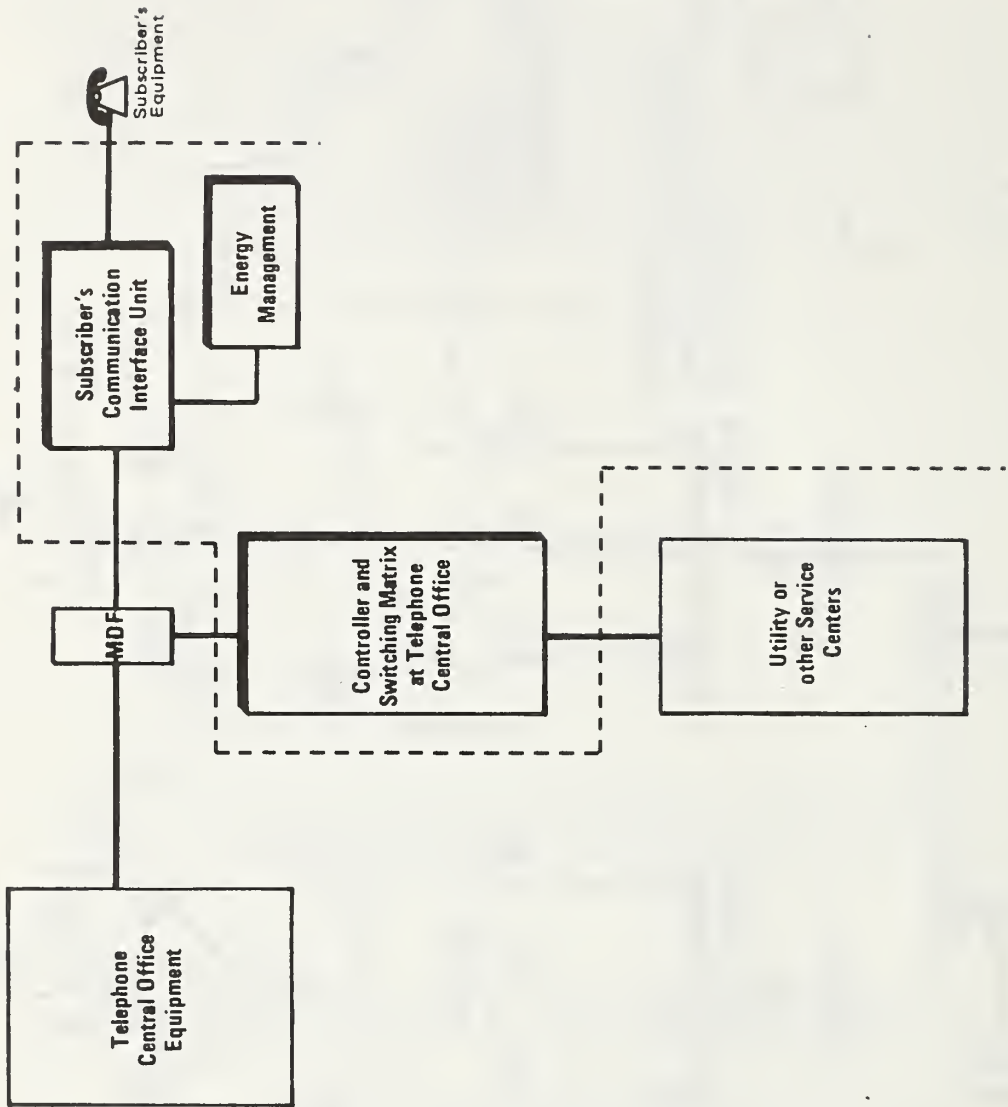 Telephone
Central Office
Equipment
MDF
Subscriber's
Communication
Interface Unit
Subscriber's
Equipment
Energy
Management
Controller and
Switching Matrix
at Telephone
Central Office
Utility or
other Service
Centers